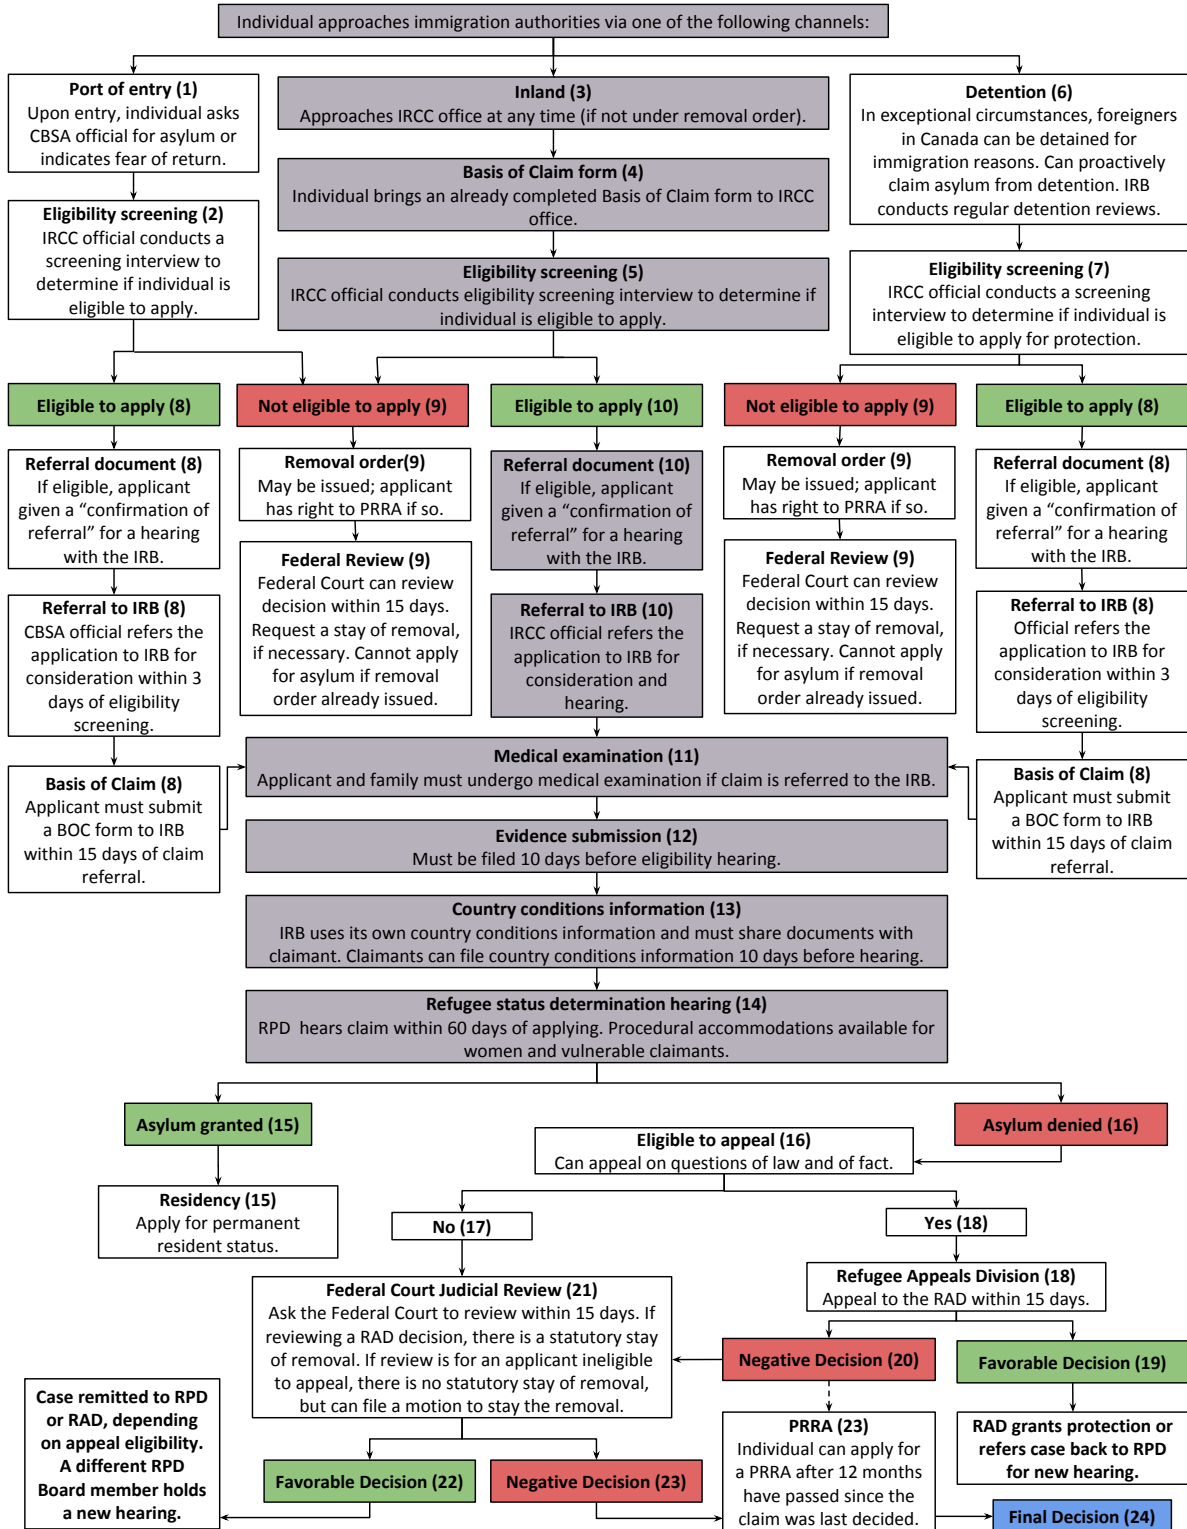 Individual approaches immigration authorities via one of the following channels:
Port of entry (1)
Upon entry, individual asks
CBSA official for asylum or
indicates fear of return.
Inland (3)
Approaches IRCC office at any time (if not under removal order).
Detention (6)
In exceptional circumstances, foreigners
in Canada can be detained for
immigration reasons. Can proactively
claim asylum from detention. IRB
conducts regular detention reviews.
Basis of Claim form (4)
Individual brings an already completed Basis of Claim form to IRCC
office.
Eligibility screening (2)
IRCC official conducts a
screening interview to
determine if individual is
eligible to apply.
Eligibility screening (5)
IRCC official conducts eligibility screening interview to determine if
individual is eligible to apply.
Eligibility screening (7)
IRCC official conducts a screening
interview to determine if individual is
eligible to apply for protection.
Eligible to apply (8)
Not eligible to apply (9)
Eligible to apply (10)
Not eligible to apply (9)
Eligible to apply (8)
Referral document (8)
If eligible, applicant
given a “confirmation of
referral” for a hearing
with the IRB.
Removal order(9)
May be issued; applicant
has right to PRRA if so.
Referral document (10)
If eligible, applicant
given a “confirmation of
referral” for a hearing
with the IRB.
Removal order (9)
May be issued; applicant
has right to PRRA if so.
Referral document (8)
If eligible, applicant
given a “confirmation of
referral” for a hearing
with the IRB.
Federal Review (9)
Federal Court can review
decision within 15 days.
Request a stay of removal,
if necessary. Cannot apply
for asylum if removal
order already issued.
Federal Review (9)
Federal Court can review
decision within 15 days.
Request a stay of removal,
if necessary. Cannot apply
for asylum if removal
order already issued.
Referral to IRB (8)
CBSA official refers the
application to IRB for
consideration within 3
days of eligibility
screening.
Referral to IRB (10)
IRCC official refers the
application to IRB for
consideration and
hearing.
Referral to IRB (8)
Official refers the
application to IRB for
consideration within 3
days of eligibility
screening.
Medical examination (11)
Applicant and family must undergo medical examination if claim is referred to the IRB.
Basis of Claim (8)
Applicant must submit
a BOC form to IRB
within 15 days of claim
referral.
Basis of Claim (8)
Applicant must submit
a BOC form to IRB
within 15 days of claim
referral.
Evidence submission (12)
Must be filed 10 days before eligibility hearing.
Country conditions information (13)
IRB uses its own country conditions information and must share documents with
claimant. Claimants can file country conditions information 10 days before hearing.
Refugee status determination hearing (14)
RPD hears claim within 60 days of applying. Procedural accommodations available for
women and vulnerable claimants.
Asylum granted (15)
Asylum denied (16)
Eligible to appeal (16)
Can appeal on questions of law and of fact.
Residency (15)
Apply for permanent
resident status.
No (17)
Yes (18)
Federal Court Judicial Review (21)
Ask the Federal Court to review within 15 days. If
reviewing a RAD decision, there is a statutory stay
of removal. If review is for an applicant ineligible
to appeal, there is no statutory stay of removal,
but can file a motion to stay the removal.
Refugee Appeals Division (18)
Appeal to the RAD within 15 days.
Negative Decision (20)
Favorable Decision (19)
Case remitted to RPD
or RAD, depending
on appeal eligibility.
A different RPD
Board member holds
a new hearing.
Favorable Decision (22)
Negative Decision (23)
PRRA (23)
Individual can apply for
a PRRA after 12 months
have passed since the
claim was last decided.
RAD grants protection or
refers case back to RPD
for new hearing.
Final Decision (24)